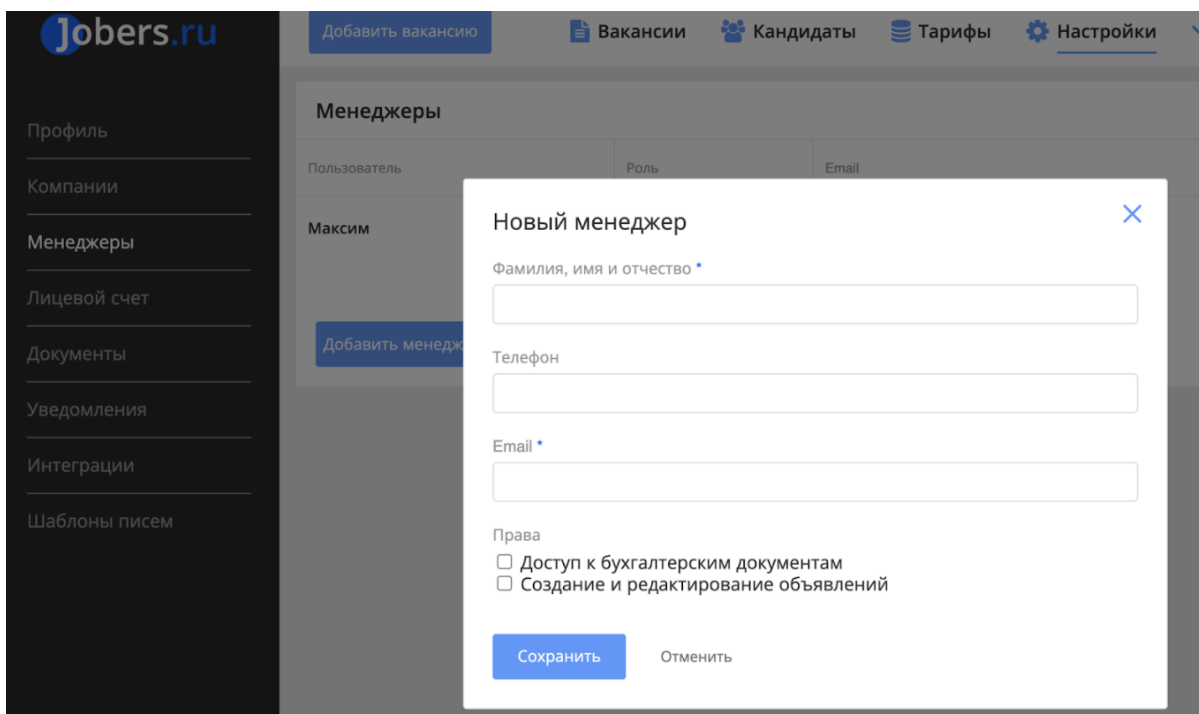 Jobers.ru
Добавить вакансию
Вакансии
Кандидаты
Тарифы
Настройки
Профиль
Компании
Менеджеры
Лицевой счет
Документы
Уведомления
Интеграции
Шаблоны писем
Менеджеры
Пользователь
Роль
Email
Максим
Добавить менедж
Новый менеджер
Фамилия, имя и отчество *
Телефон
Email *
Права
Доступ к бухгалтерским документам
Создание и редактирование объявлений
Сохранить
Отменить